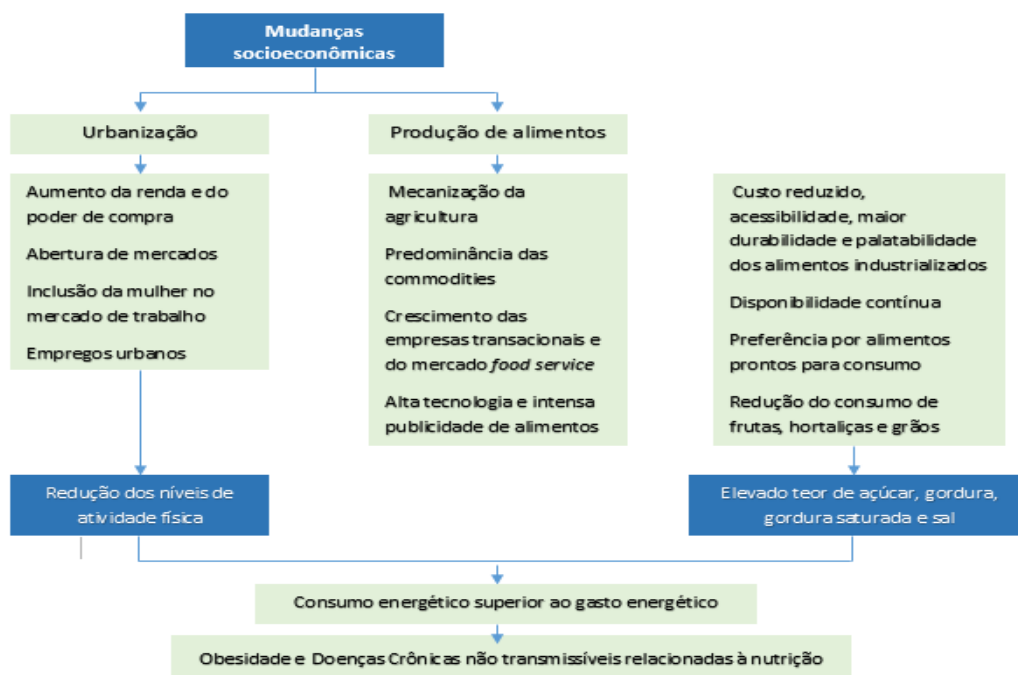 Mudanças
socioeconômicas
Urbanização
Produção de alimentos
Aumento da renda e do
poder de compra
Abertura de mercados
Inclusão da mulher no
mercado de trabalho
Empregos urbanos
Mecanização da
agricultura
Predominância das
commodities
Crescimento das
empresas transacionais e
do mercado food service
Alta tecnologia e intensa
publicidade de alimentos
Custo reduzido,
acessibilidade, maior
durabilidade e palatabilidade
dos alimentos industrializados
Disponibilidade contínua
Preferência por alimentos
prontos para consumo
Redução do consumo de
frutas, hortaliças e grãos
Redução dos níveis de
atividade física
Elevado teor de açúcar, gordura,
gordura saturada e sal
Consumo energético superior ao gasto energético
Obesidade e Doenças Crônicas não transmissíveis relacionadas à nutrição